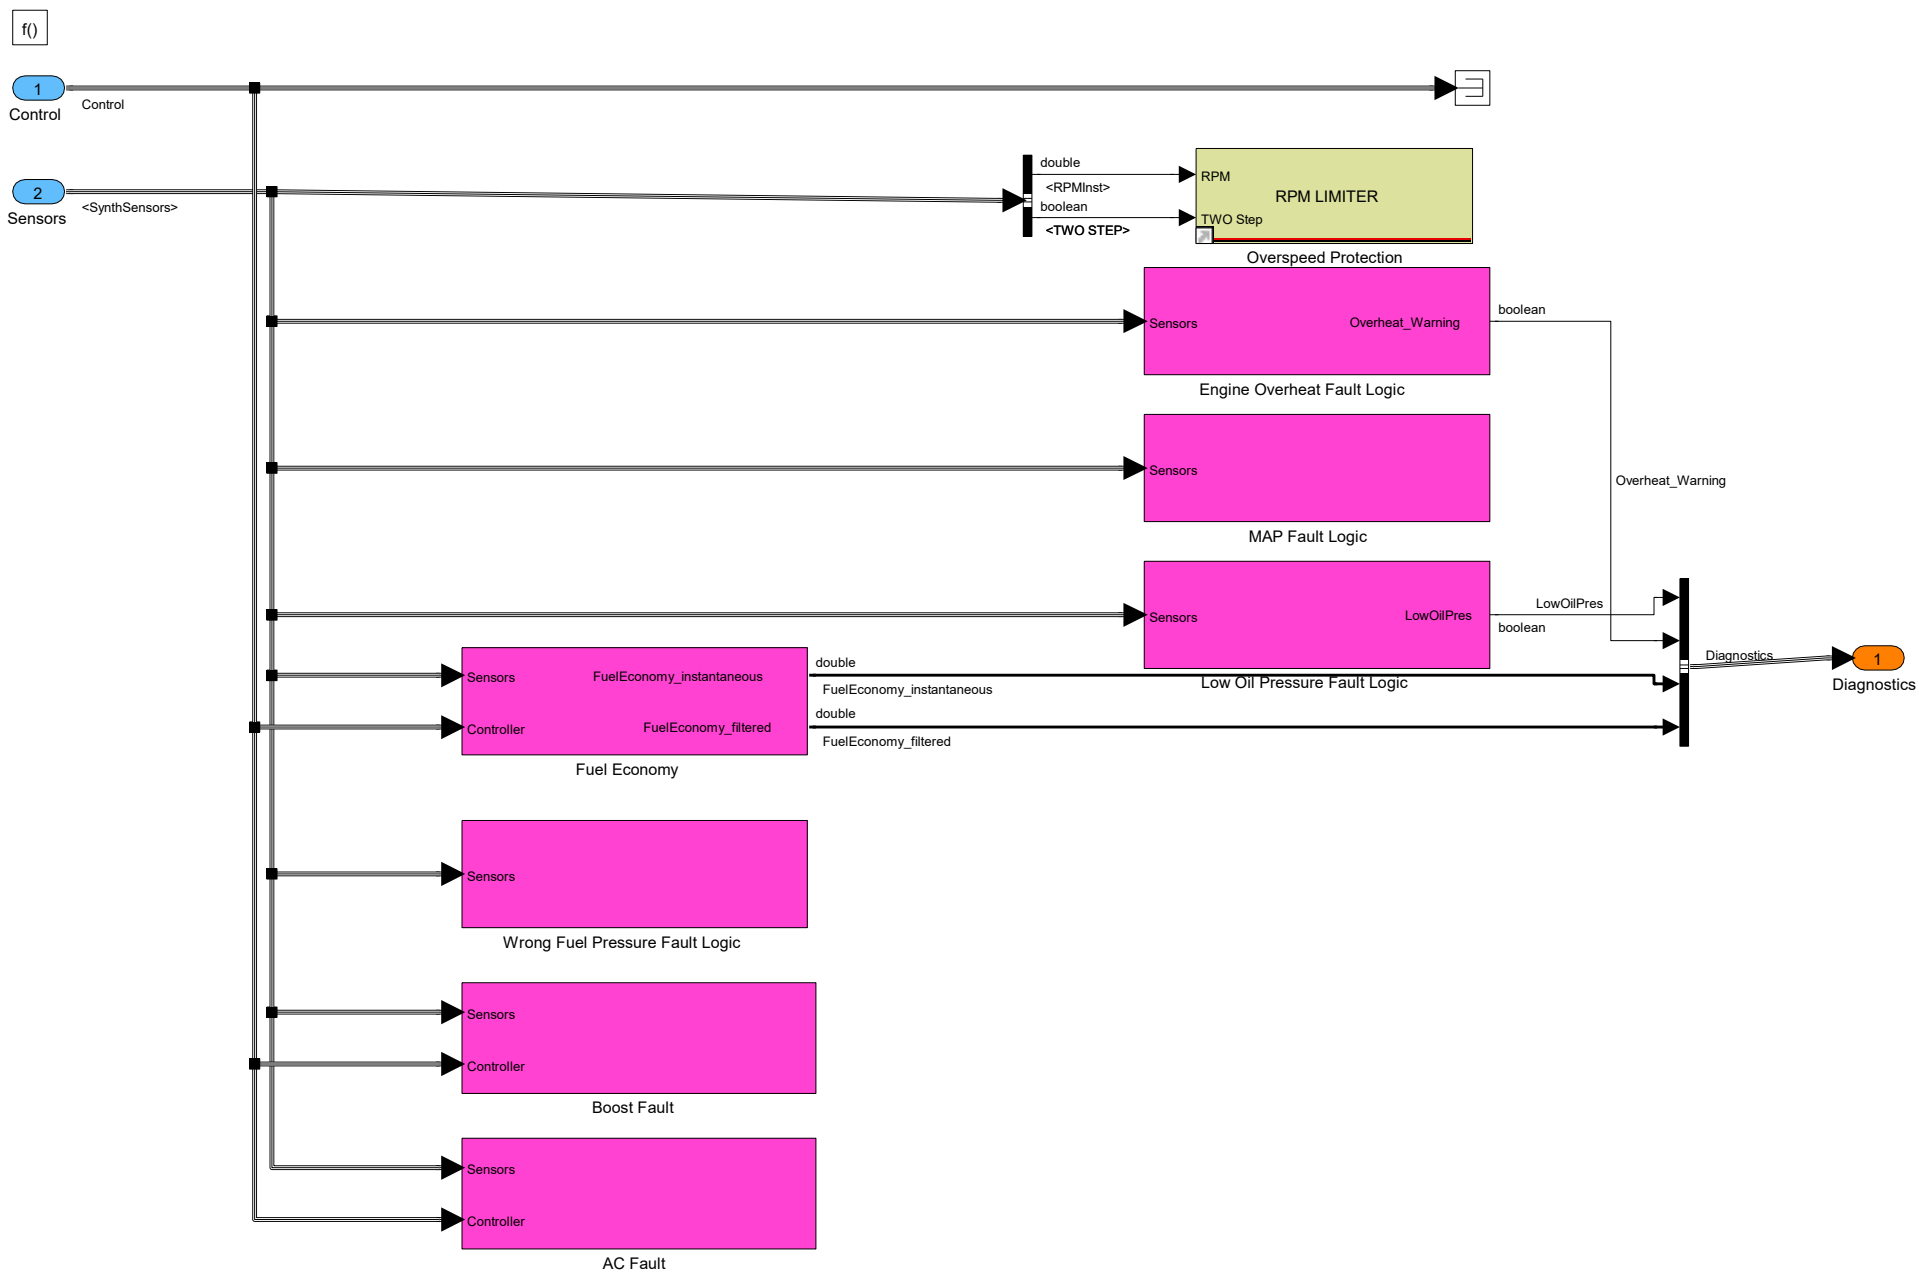 f()
1
Control
Control
2
Sensors
<SynthSensors>
double
<RPMInst>
boolean
<TWO STEP>
RPM
RPM LIMITER
TWO Step
Overspeed Protection
Sensors
Overheat_Warning
boolean
Engine Overheat Fault Logic
Sensors
MAP Fault Logic
Overheat_Warning
Sensors
LowOilPres
LowOilPres
boolean
Low Oil Pressure Fault Logic
Sensors
FuelEconomy_instantaneous
double
FuelEconomy_instantaneous
Controller
FuelEconomy_filtered
double
FuelEconomy_filtered
Fuel Economy
Diagnostics
1
Diagnostics
Sensors
Wrong Fuel Pressure Fault Logic
Sensors
Controller
Boost Fault
Sensors
Controller
AC Fault